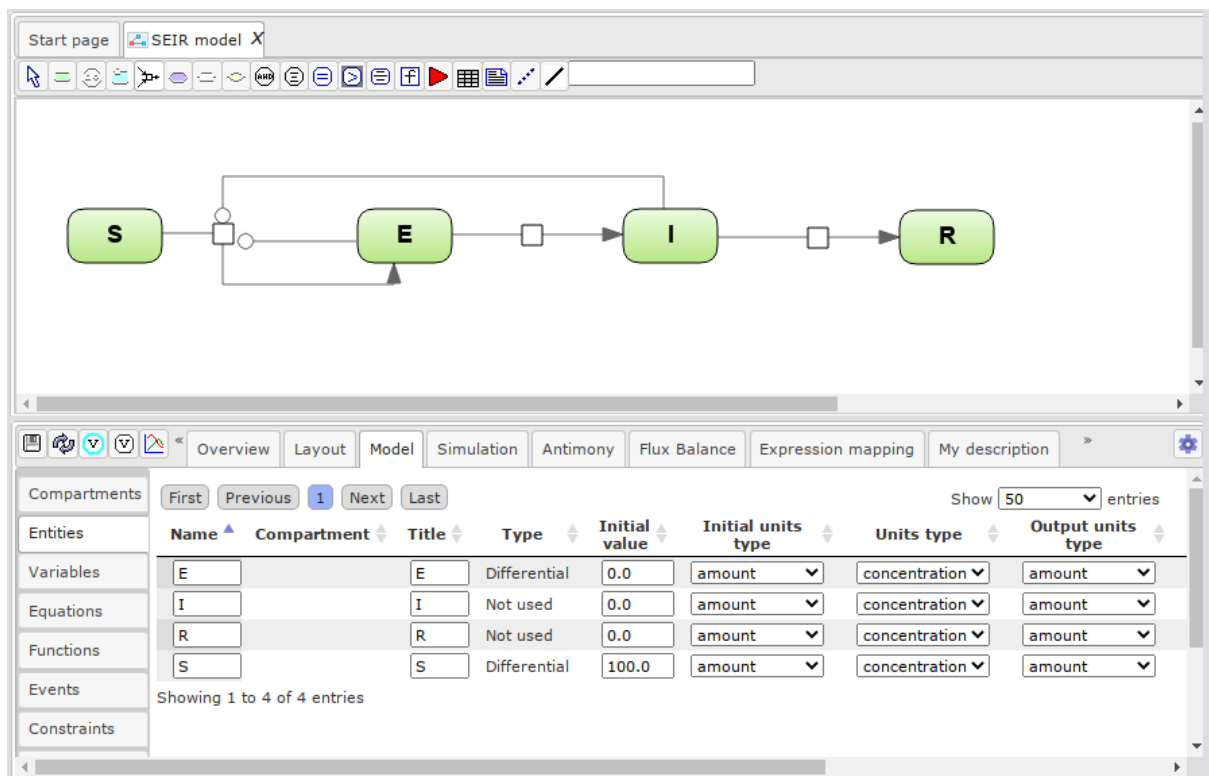 Start page SEIR model X
AND f
S E I R
V V « Overview Layout Model Simulation Antimony Flux Balance Expression mapping My description »
Compartments
Entities
Variables
Equations
Functions
Events
Constraints
First Previous 1 Next Last Show 50 entries
Name Compartment Title Type Initial value Initial units type Units type Output units type
E E Differential 0.0 amount concentration amount
I I Not used 0.0 amount concentration amount
R R Not used 0.0 amount concentration amount
S S Differential 100.0 amount concentration amount
Showing 1 to 4 of 4 entries